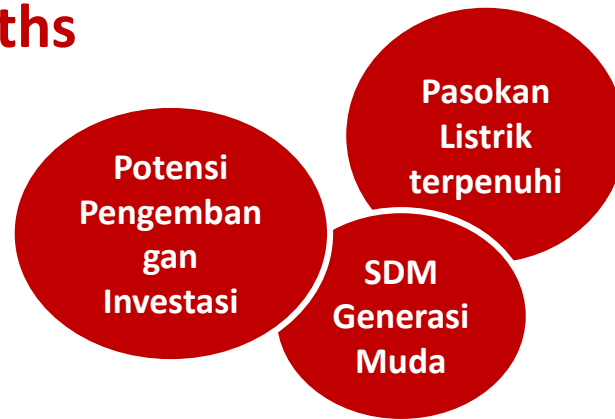 ths
Pasokan
Listrik
terpenuhi
Potensi
Pengemban
gan
Investasi
SDM
Generasi
Muda